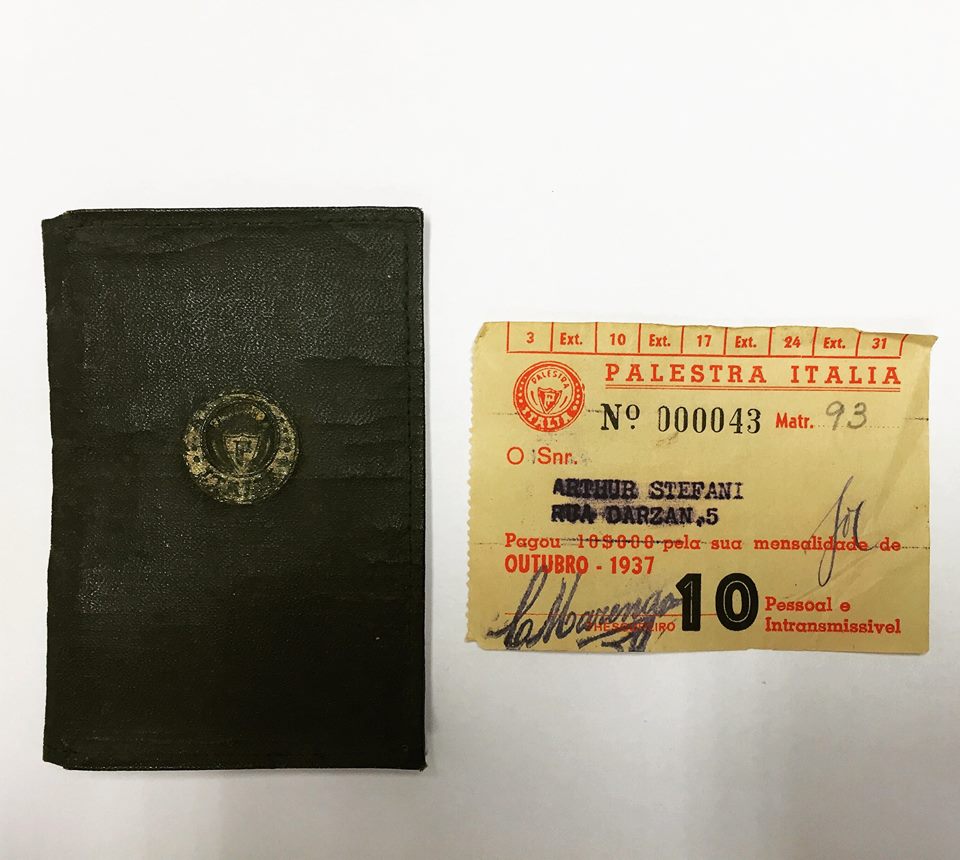 3 Ext. 10 Ext. 17 Ext. 24 Ext. 31
PALESTRA ITALIA
PALESTRA
ITALIA
Nº 000043 Matr. 93
O Snr.
ARTHUR STEFANI
RUA DARZAN,5
Pagou 10$000 pela sua mensalidade de
OUTUBRO - 1937
10
Pessoal e
Intransmissivel
THESOUREIRO